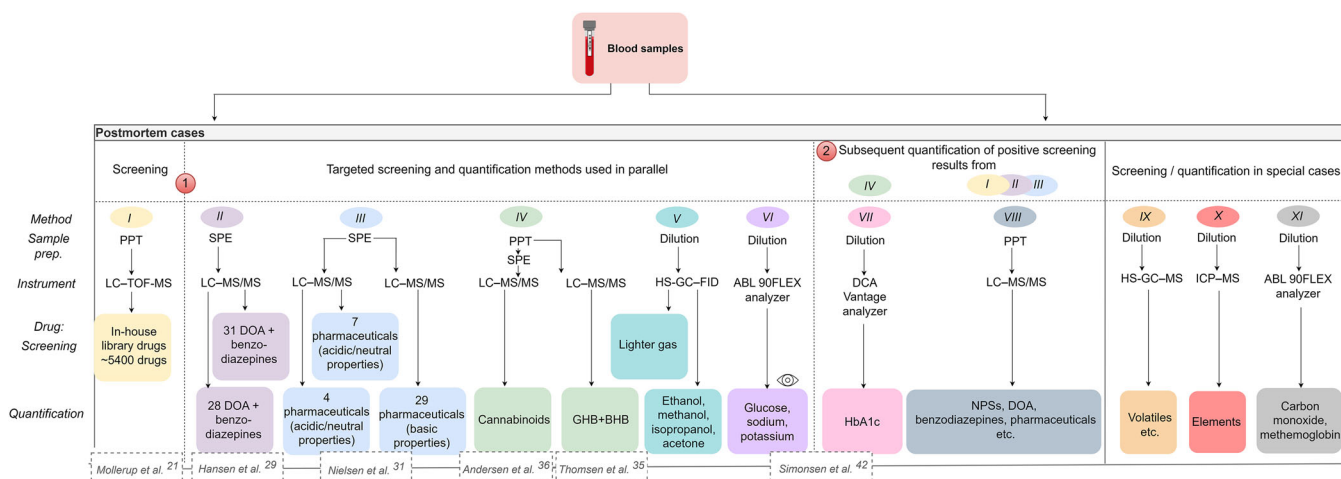 Blood samples
Postmortem cases
Screening
1
Targeted screening and quantification methods used in parallel
2
Subsequent quantification of positive screening
results from
Screening / quantification in special cases
IV
I II III
Method
I
II
III
IV
V
VI
VII
VIII
IX
X
XI
Sample
prep.
PPT
SPE
SPE
PPT
SPE
Dilution
Dilution
Dilution
PPT
Dilution
Dilution
Dilution
Instrument
LC–TOF-MS
LC–MS/MS
LC–MS/MS
LC–MS/MS
LC–MS/MS
LC–MS/MS
HS-GC–FID
ABL 90FLEX
analyzer
DCA
Vantage
analyzer
LC–MS/MS
HS-GC–MS
ICP–MS
ABL 90FLEX
analyzer
Drug:
Screening
In-house
library drugs
~5400 drugs
31 DOA +
benzo-
diazepines
7
pharmaceuticals
(acidic/neutral
properties)
Lighter gas
Quantification
28 DOA +
benzo-
diazepines
4
pharmaceuticals
(acidic/neutral
properties)
29
pharmaceuticals
(basic
properties)
Cannabinoids
GHB+BHB
Ethanol,
methanol,
isopropanol,
acetone
Glucose,
sodium,
potassium
HbA1c
NPSs, DOA,
benzodiazepines, pharmaceuticals
etc.
Volatiles
etc.
Elements
Carbon
monoxide,
methemoglobin
Mollerup et al. 21
Hansen et al. 29
Nielsen et al. 31
Andersen et al. 36
Thomsen et al. 35
Simonsen et al. 42